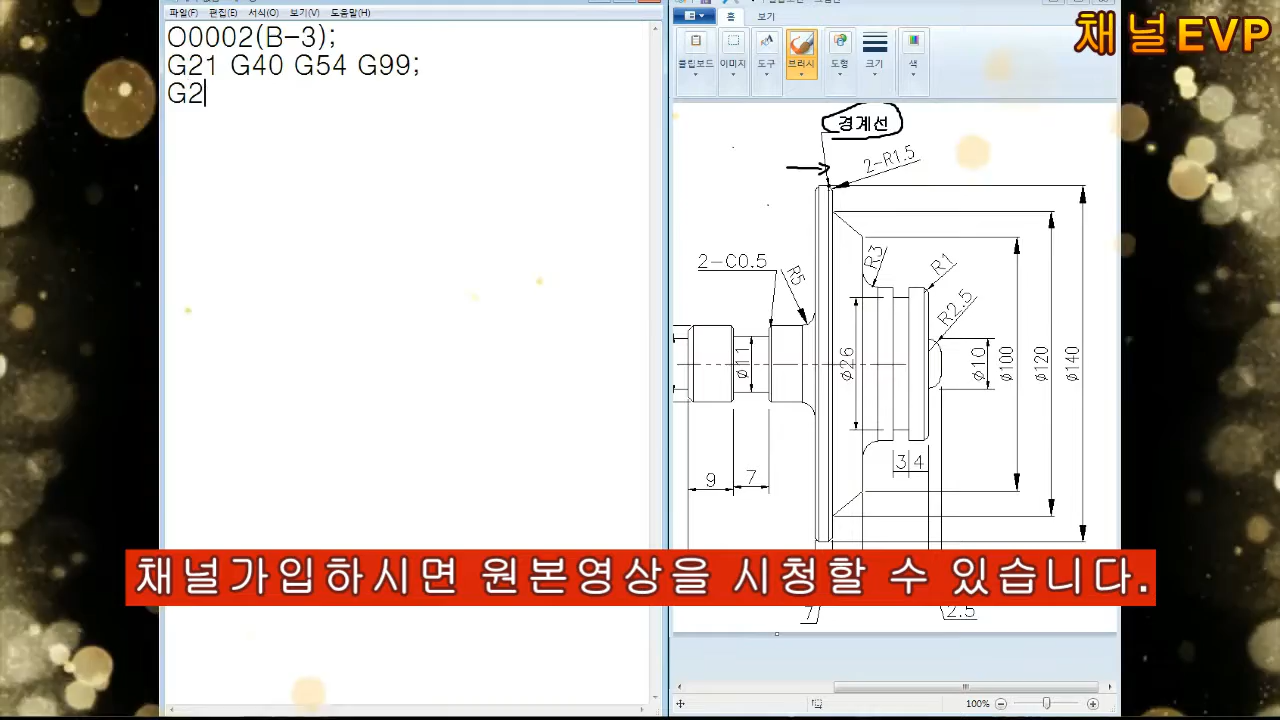 파일(F) 편집(E) 서식(O) 보기(V) 도움말(H)
O0002(B-3);
G21 G40 G54 G99;
G2
홈 보기
클립보드 이미지 도구 브러시 도형 크기 색
채널EVP
경계선
2-R1.5
2-C0.5
R5
R3
R1
R2.5
ϕ11
ϕ26
ϕ10
ϕ100
ϕ120
ϕ140
3 4
9 7
채널가입하시면 원본영상을 시청할 수 있습니다.
7
2.5
100%